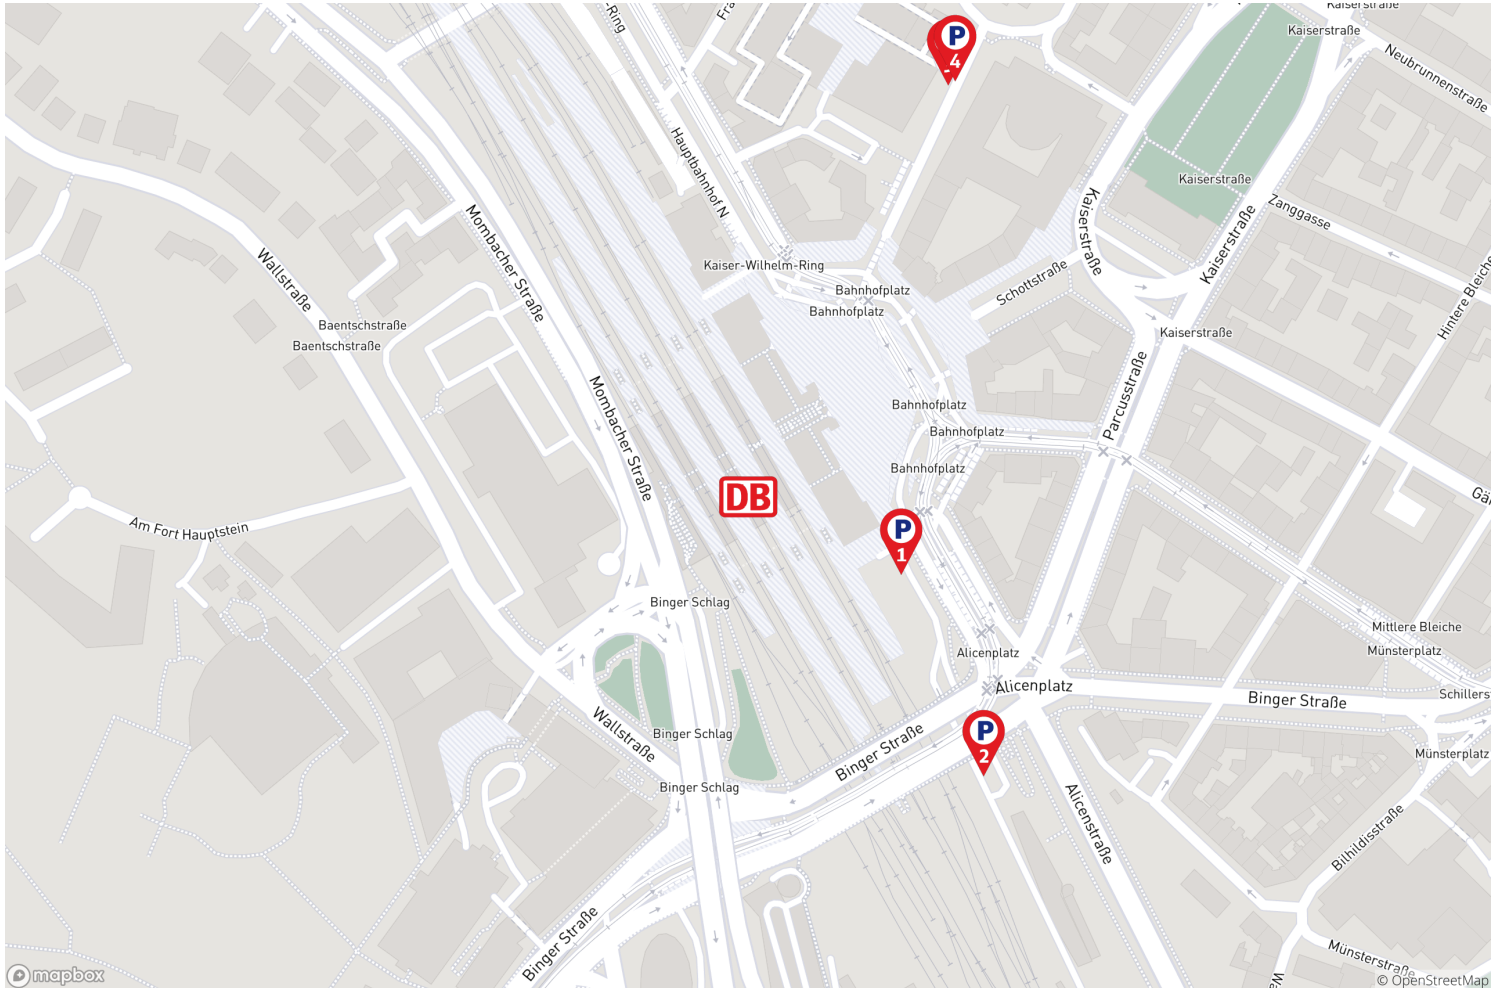 -Ring
Fra
Kaiserstraße
Kaiserstraße
Neubrunnenstraße
P
4
Hauptbahnhof N
Kaiserstraße
Zanggasse
Kaiserstraße
Kaiserstraße
Mombacher Straße
Wallstraße
Kaiser-Wilhelm-Ring
Schottstraße
Hintere Bleiche
Bahnhofplatz
Bahnhofplatz
Baentschstraße
Baentschstraße
Kaiserstraße
Parcusstraße
Mombacher Straße
Bahnhofplatz
Bahnhofplatz
Bahnhofplatz
DB
Gä
Am Fort Hauptstein
P
1
Binger Schlag
Mittlere Bleiche
Münsterplatz
Alicenplatz
Alicenplatz
Binger Straße
Schillers
Wallstraße
Binger Schlag
P
2
Binger Straße
Münsterplatz
Binger Schlag
Alicenstraße
Bilhildisstraße
Binger Straße
Münsterstraße
Wa
mapbox
© OpenStreetMap